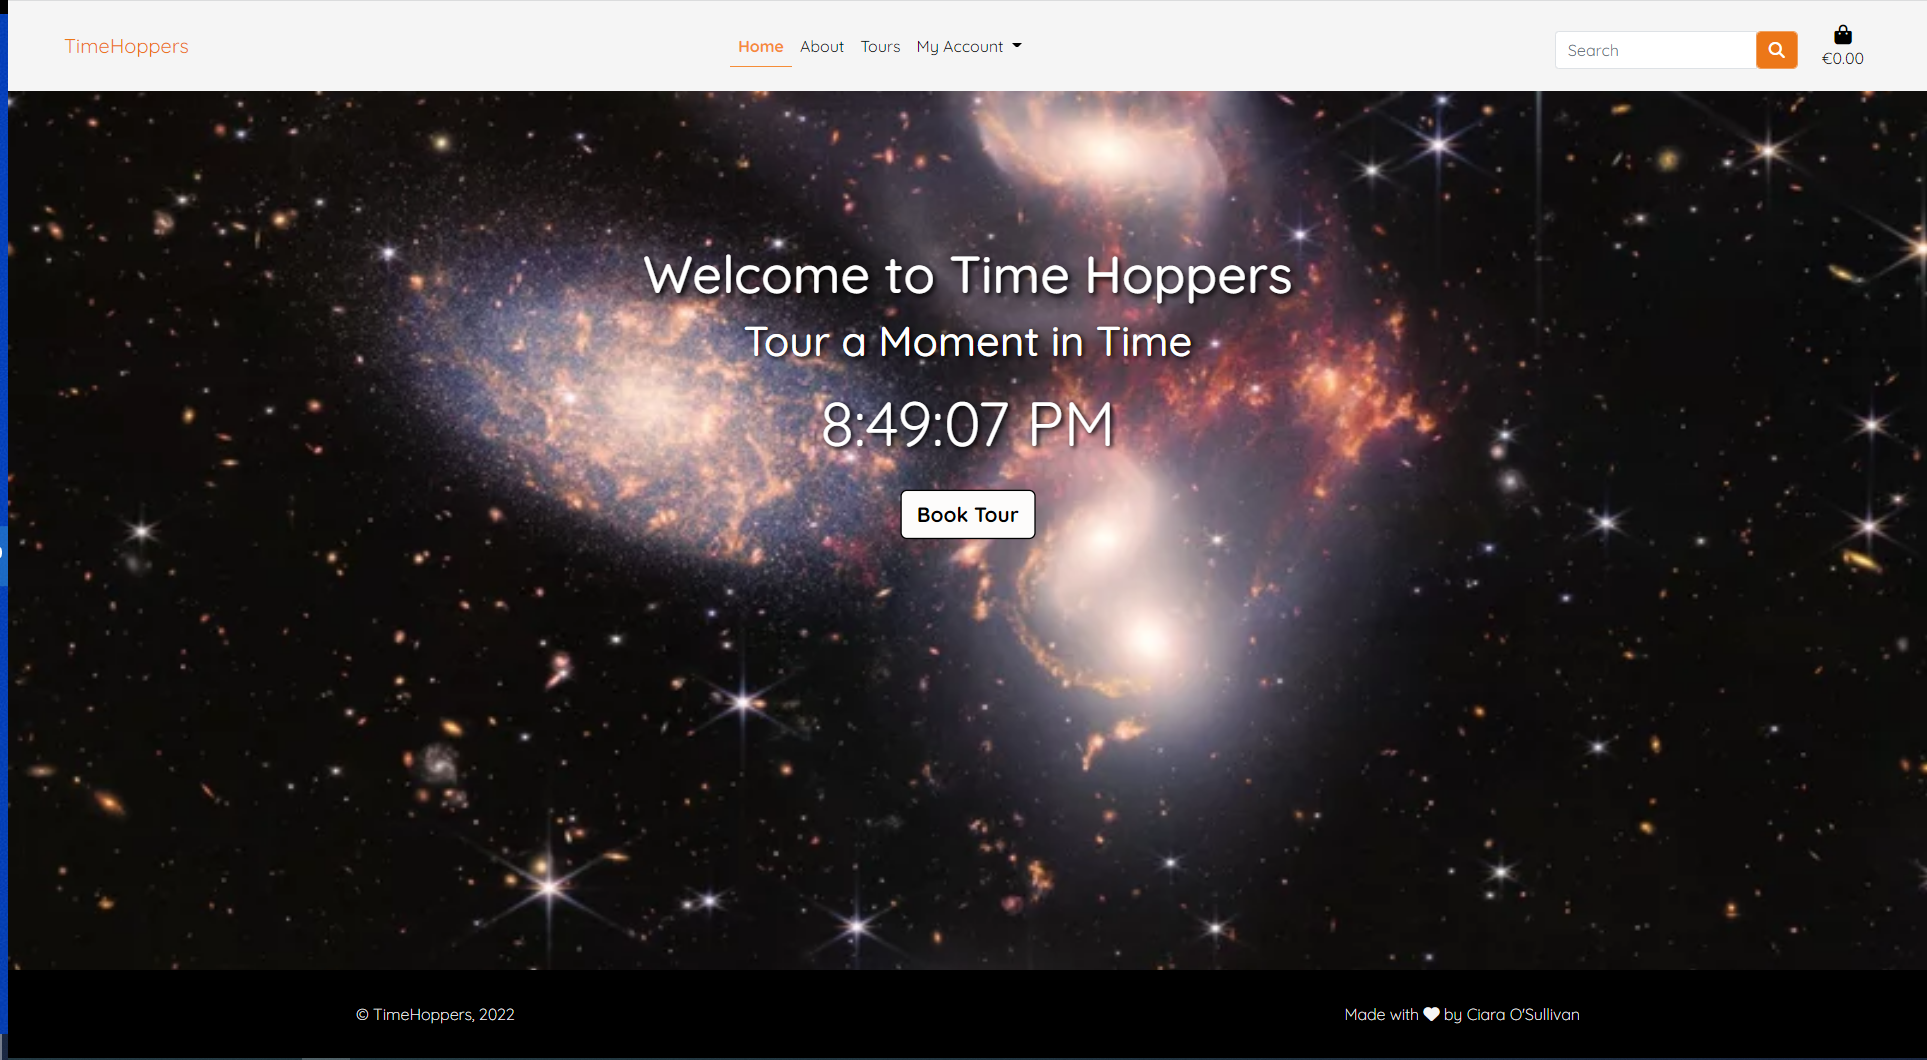 TimeHoppers
Home About Tours My Account
Search
€0.00
Welcome to Time Hoppers
Tour a Moment in Time
8:49:07 PM
Book Tour
© TimeHoppers, 2022
Made with by Ciara O'Sullivan